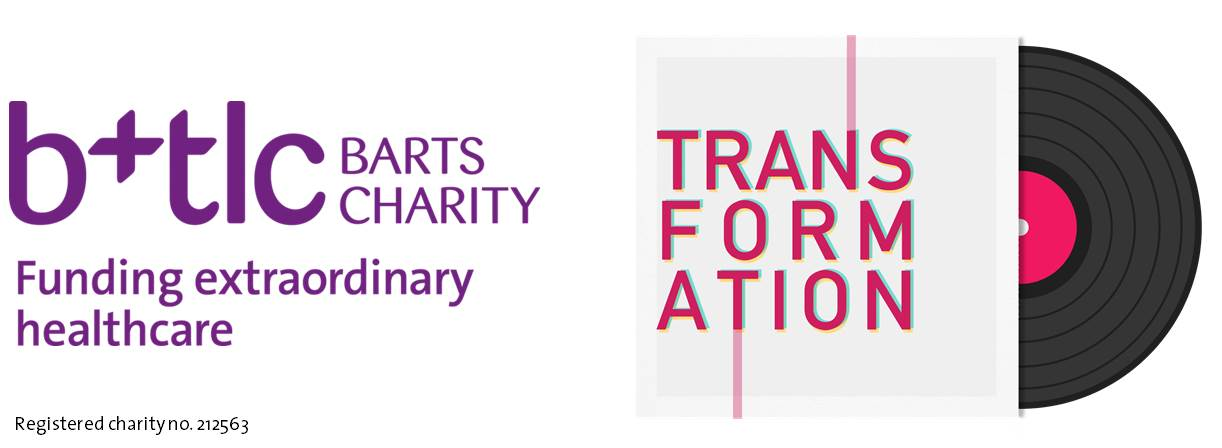 b+tlc BARTS
CHARITY
Funding extraordinary
healthcare
Registered charity no. 212563
TRANS
FORM
ATION